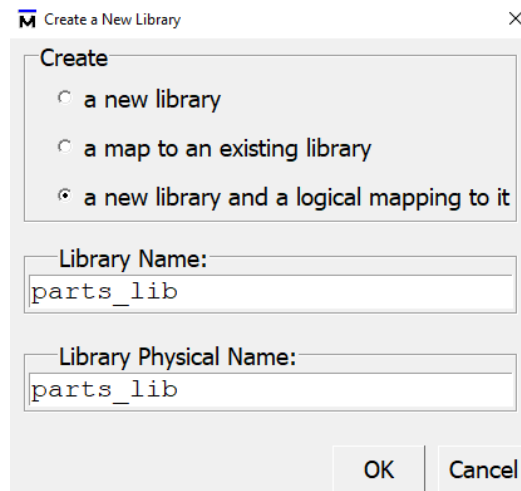 M Create a New Library
Create
a new library
a map to an existing library
a new library and a logical mapping to it
Library Name:
parts_lib
Library Physical Name:
parts_lib
OK Cancel